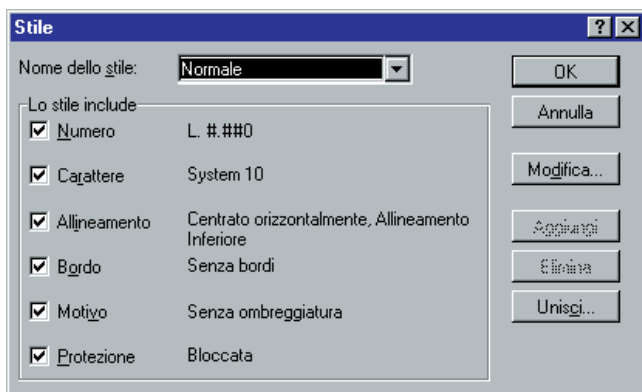 Stile
Nome dello stile: Normale OK
Lo stile include Annulla
Numero L. #.##0
Carattere System 10 Modifica...
Allineamento Centrato orizzontalmente, Allineamento Inferiore Aggiungi
Bordo Senza bordi Elimina
Motivo Senza ombreggiatura Unisci...
Protezione Bloccata